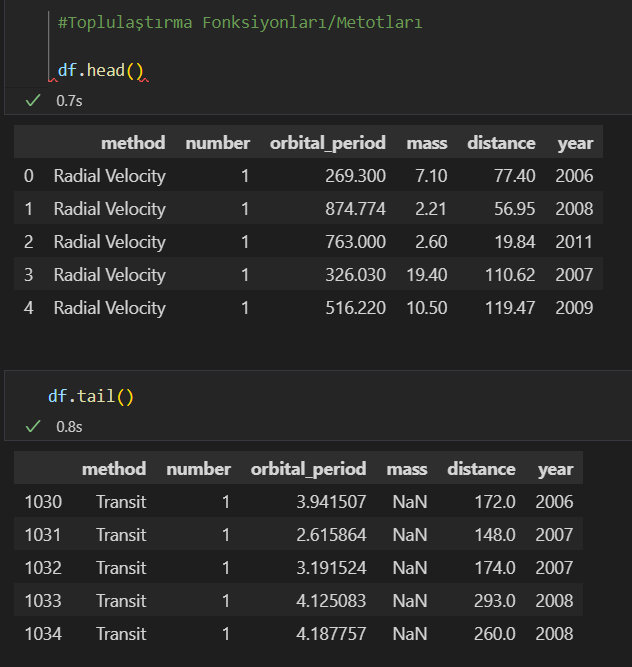 #Toplulaştırma Fonksiyonları/Metotları
df.head()
0.7s
method number orbital_period mass distance year
0 Radial Velocity 1 269.300 7.10 77.40 2006
1 Radial Velocity 1 874.774 2.21 56.95 2008
2 Radial Velocity 1 763.000 2.60 19.84 2011
3 Radial Velocity 1 326.030 19.40 110.62 2007
4 Radial Velocity 1 516.220 10.50 119.47 2009
df.tail()
0.8s
method number orbital_period mass distance year
1030 Transit 1 3.941507 NaN 172.0 2006
1031 Transit 1 2.615864 NaN 148.0 2007
1032 Transit 1 3.191524 NaN 174.0 2007
1033 Transit 1 4.125083 NaN 293.0 2008
1034 Transit 1 4.187757 NaN 260.0 2008